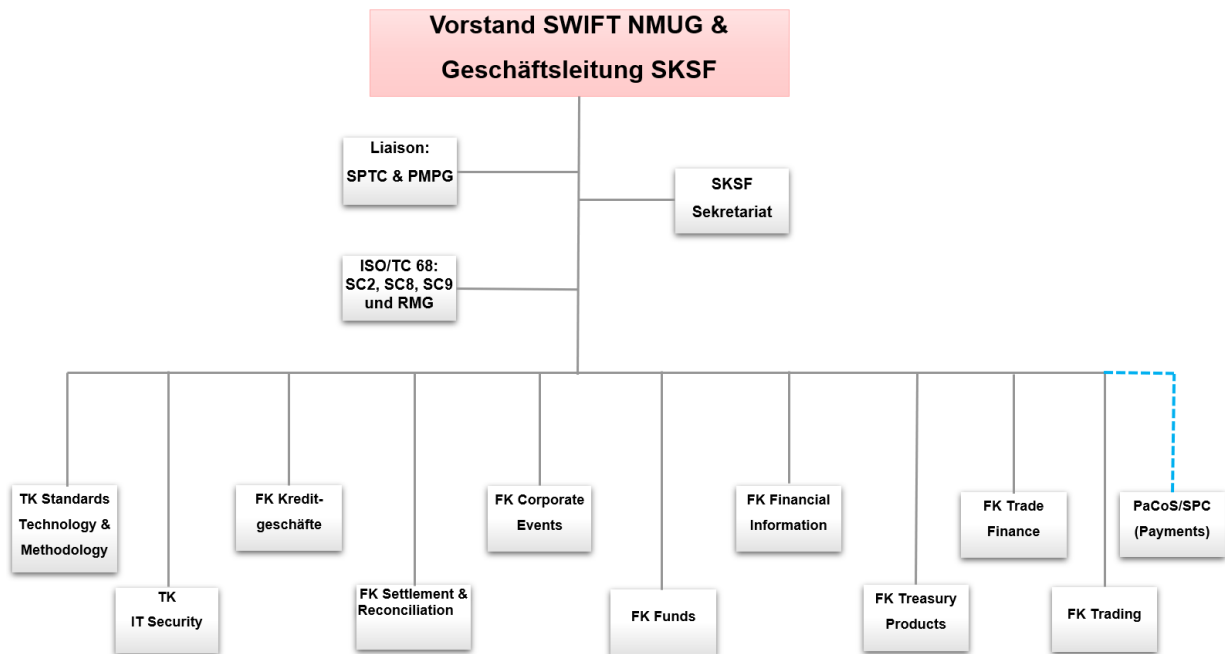 Vorstand SWIFT NMUG &
Geschäftsleitung SKSF
Liaison:
SPTC & PMPG
SKSF
Sekretariat
ISO/TC 68:
SC2, SC8, SC9
und RMG
TK Standards
Technology &
Methodology
TK
IT Security
FK Kredit-
geschäfte
FK Settlement &
Reconciliation
FK Corporate
Events
FK Funds
FK Financial
Information
FK Treasury
Products
FK Trade
Finance
FK Trading
PaCoS/SPC
(Payments)